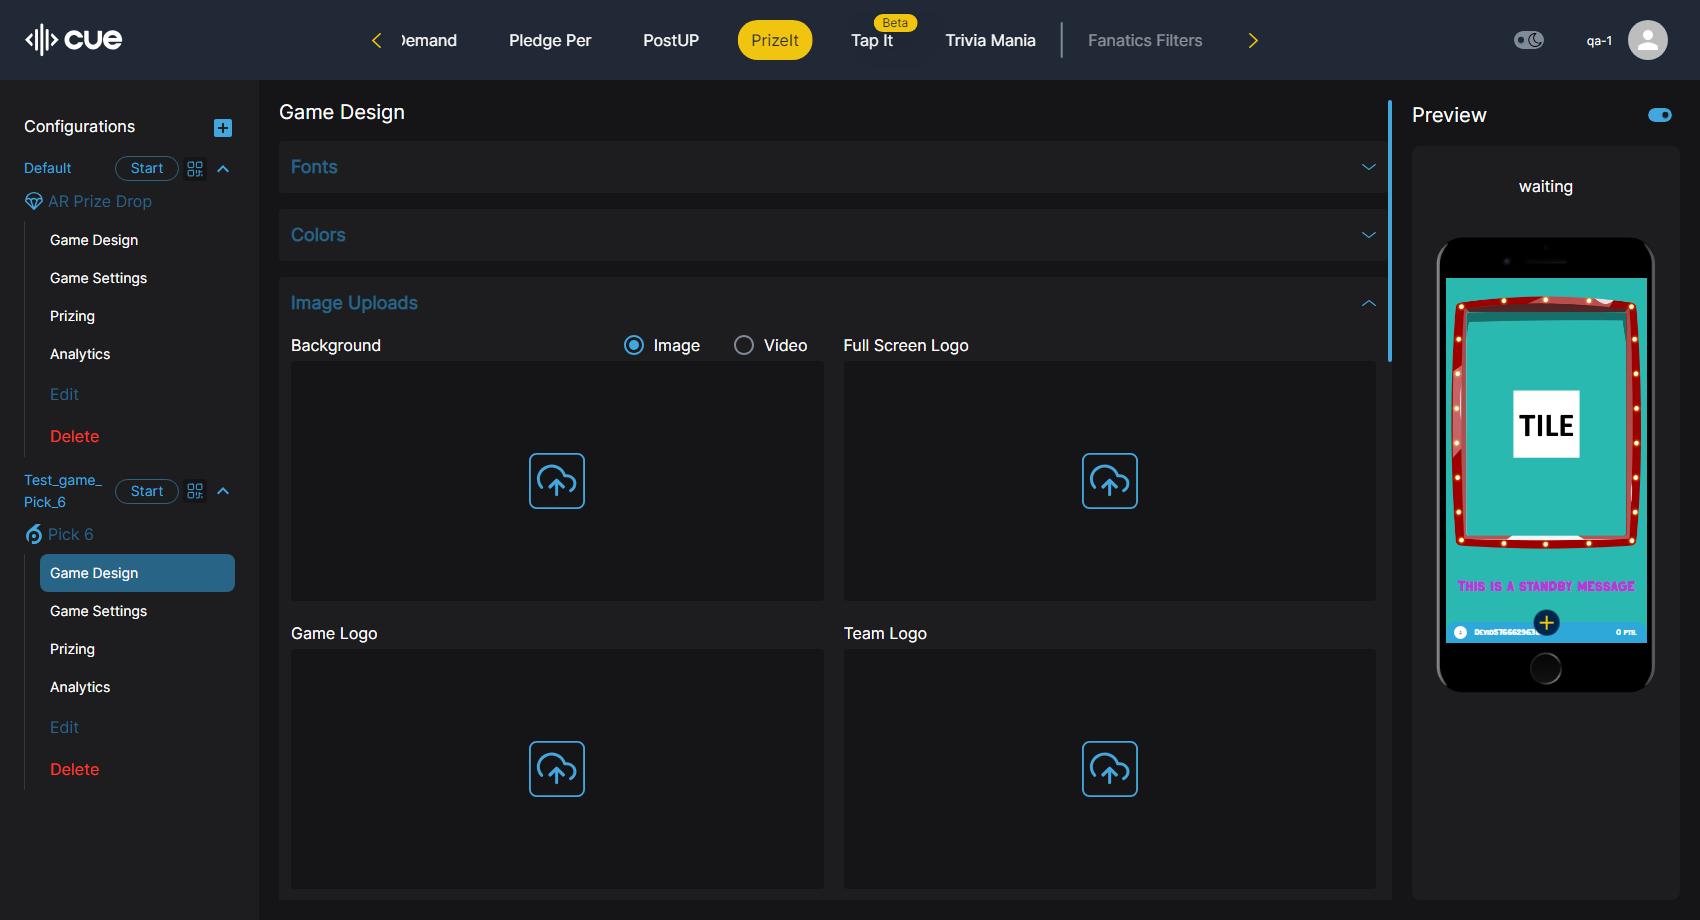 cue
Demand
Pledge Per
PostUP
PrizeIt
Beta
Tap It
Trivia Mania
Fanatics Filters
qa-1
Configurations
Default
Start
AR Prize Drop
Game Design
Game Settings
Prizing
Analytics
Edit
Delete
Test_game_
Pick_6
Start
Pick 6
Game Design
Game Settings
Prizing
Analytics
Edit
Delete
Game Design
Fonts
Colors
Image Uploads
Background
Image
Video
Full Screen Logo
Game Logo
Team Logo
Preview
waiting
TILE
THIS IS A STANDBY MESSAGE
0 PTS.